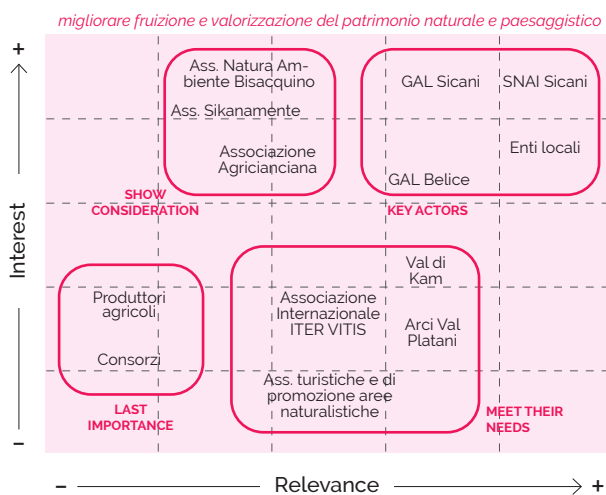 migliorare fruizione e valorizzazione del patrimonio naturale e paesaggistico
+
Interest
–
Ass. Natura Am-
biente Bisacquino
Ass. Sikanamente
Associazione
Agricianciana
SHOW
CONSIDERATION
GAL Sicani
SNAI Sicani
Enti locali
GAL Belice
KEY ACTORS
Produttori
agricoli
Consorzi
LAST
IMPORTANCE
Val di
Kam
Associazione
Internazionale
ITER VITIS
Arci Val
Platani
Ass. turistiche e di
promozione aree
naturalistiche
MEET THEIR
NEEDS
– Relevance +